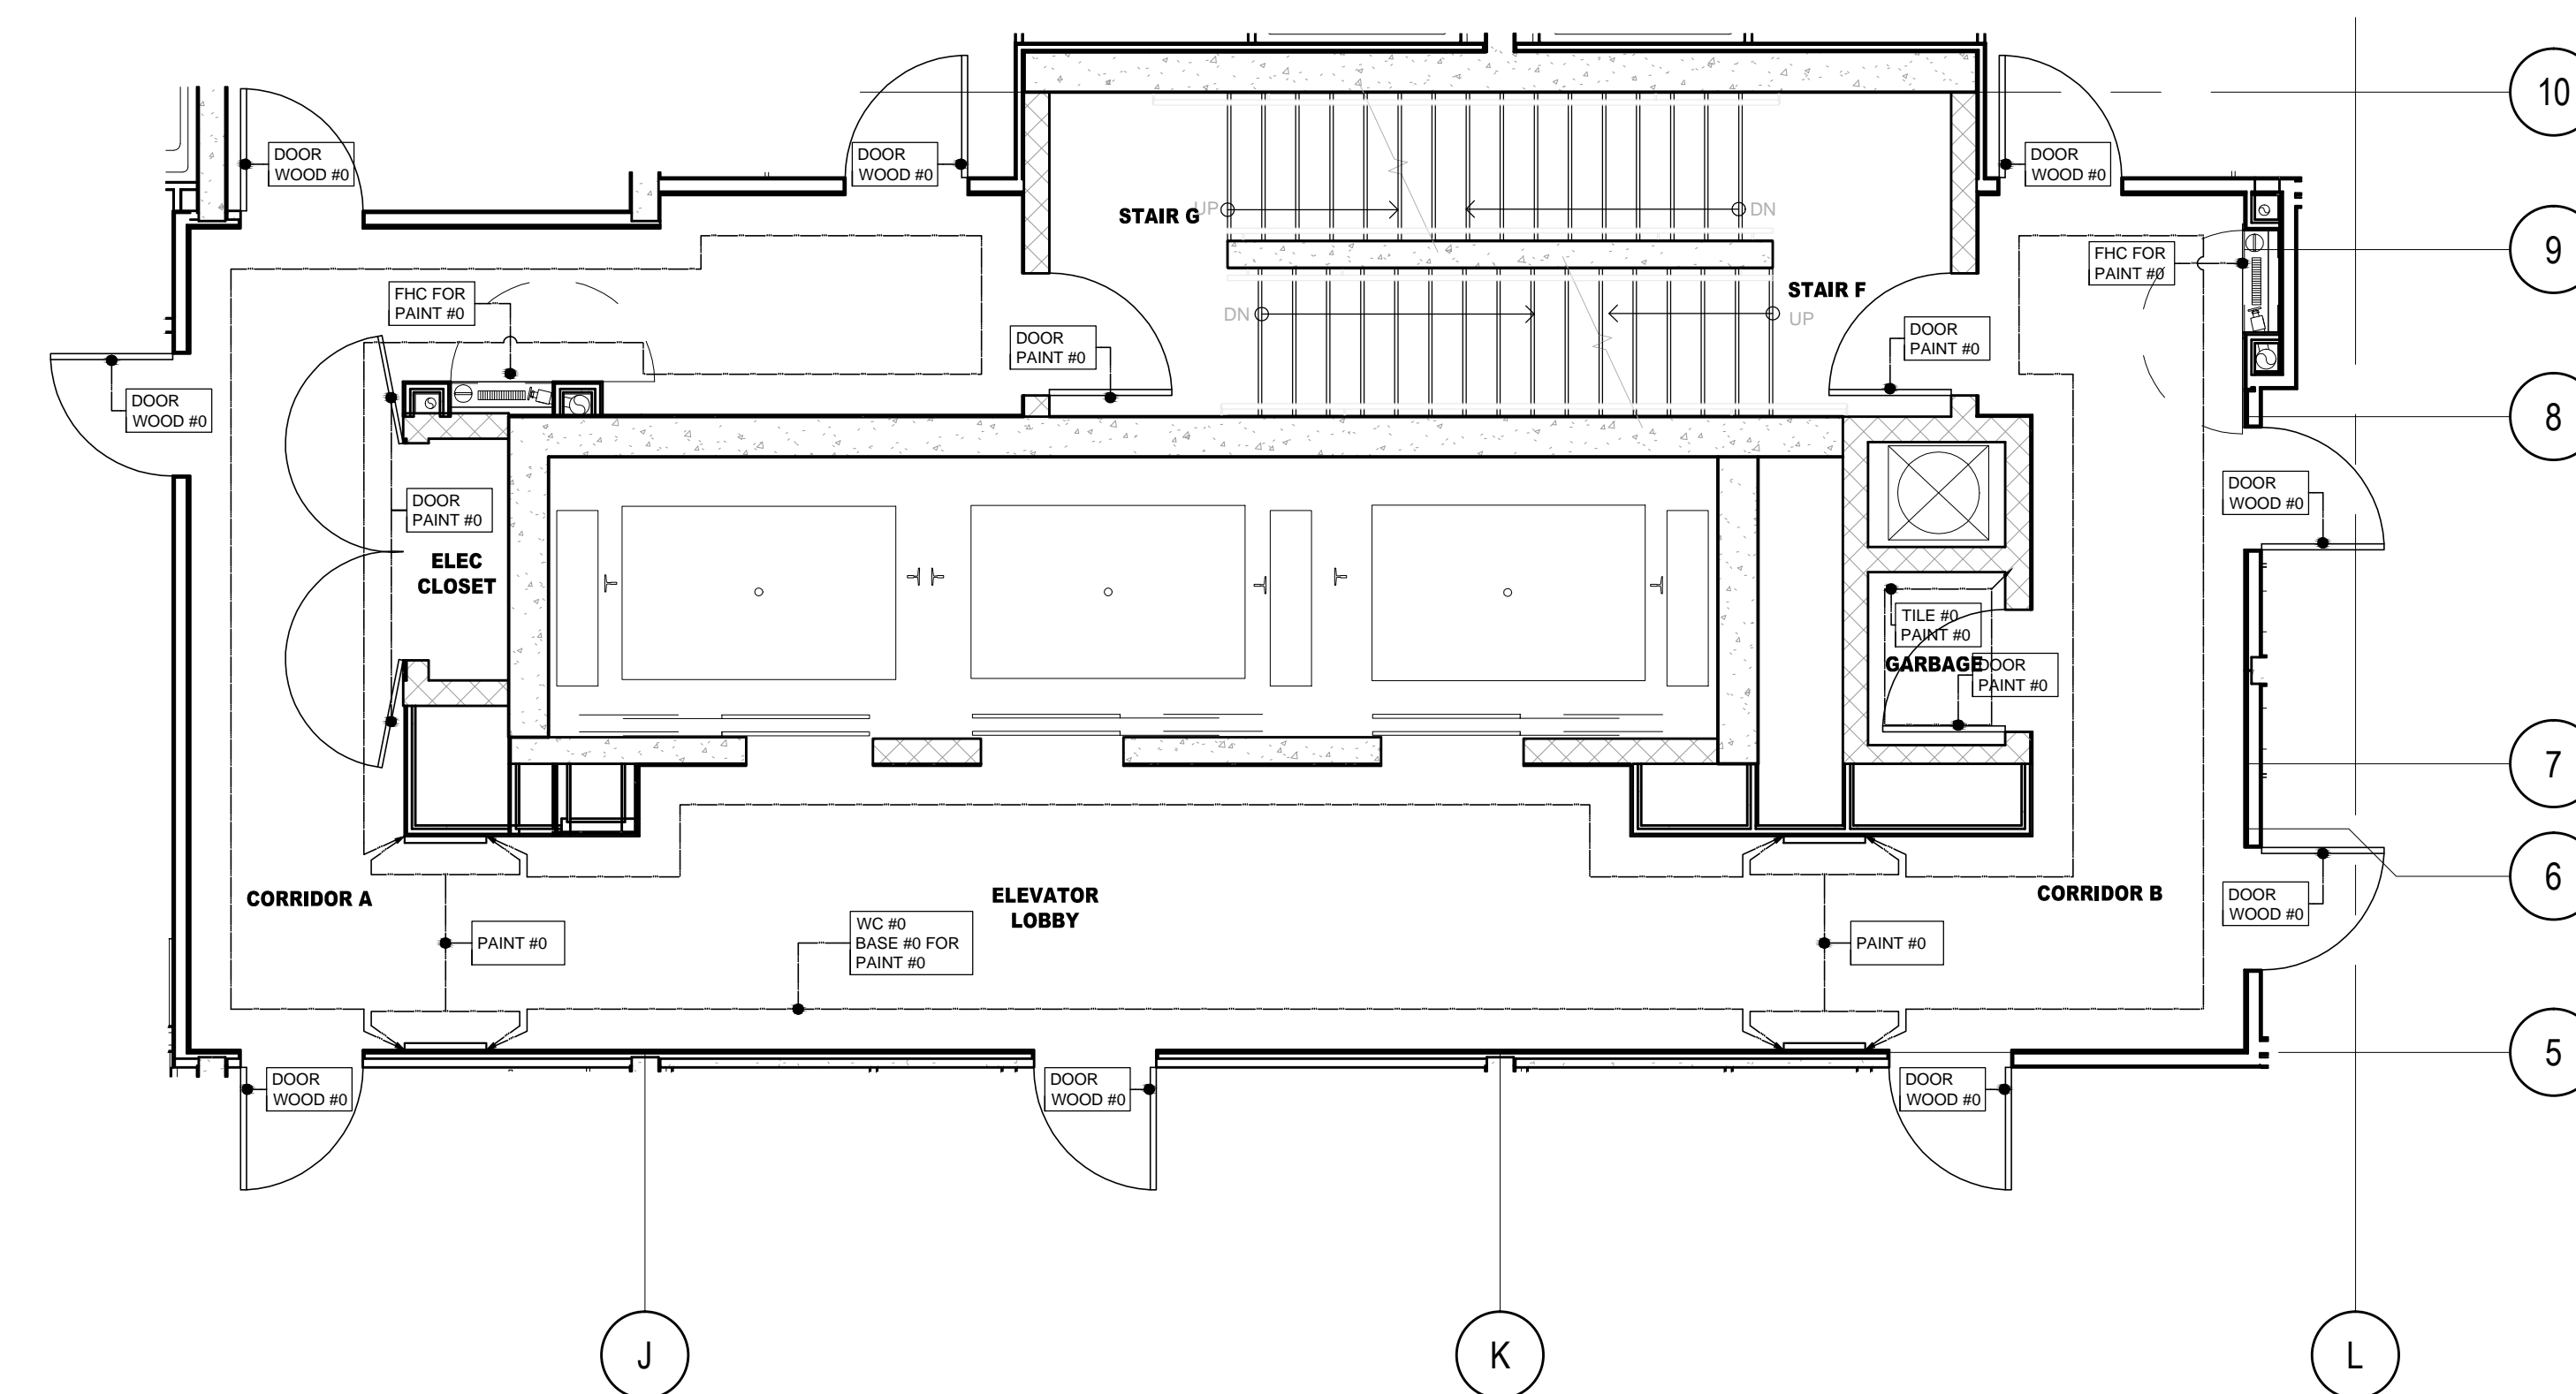 10
DOOR
WOOD #0
DOOR
WOOD #0
DOOR
WOOD #0
STAIR G
UP
DN
9
FHC FOR
PAINT #0
FHC FOR
PAINT #0
STAIR F
DN
UP
DOOR
PAINT #0
DOOR
PAINT #0
DOOR
WOOD #0
8
DOOR
PAINT #0
DOOR
WOOD #0
ELEC
CLOSET
TILE #0
PAINT #0
GARBAGE
DOOR
PAINT #0
7
6
CORRIDOR A
ELEVATOR
LOBBY
CORRIDOR B
DOOR
WOOD #0
PAINT #0
WC #0
BASE #0 FOR
PAINT #0
PAINT #0
5
DOOR
WOOD #0
DOOR
WOOD #0
DOOR
WOOD #0
J
K
L